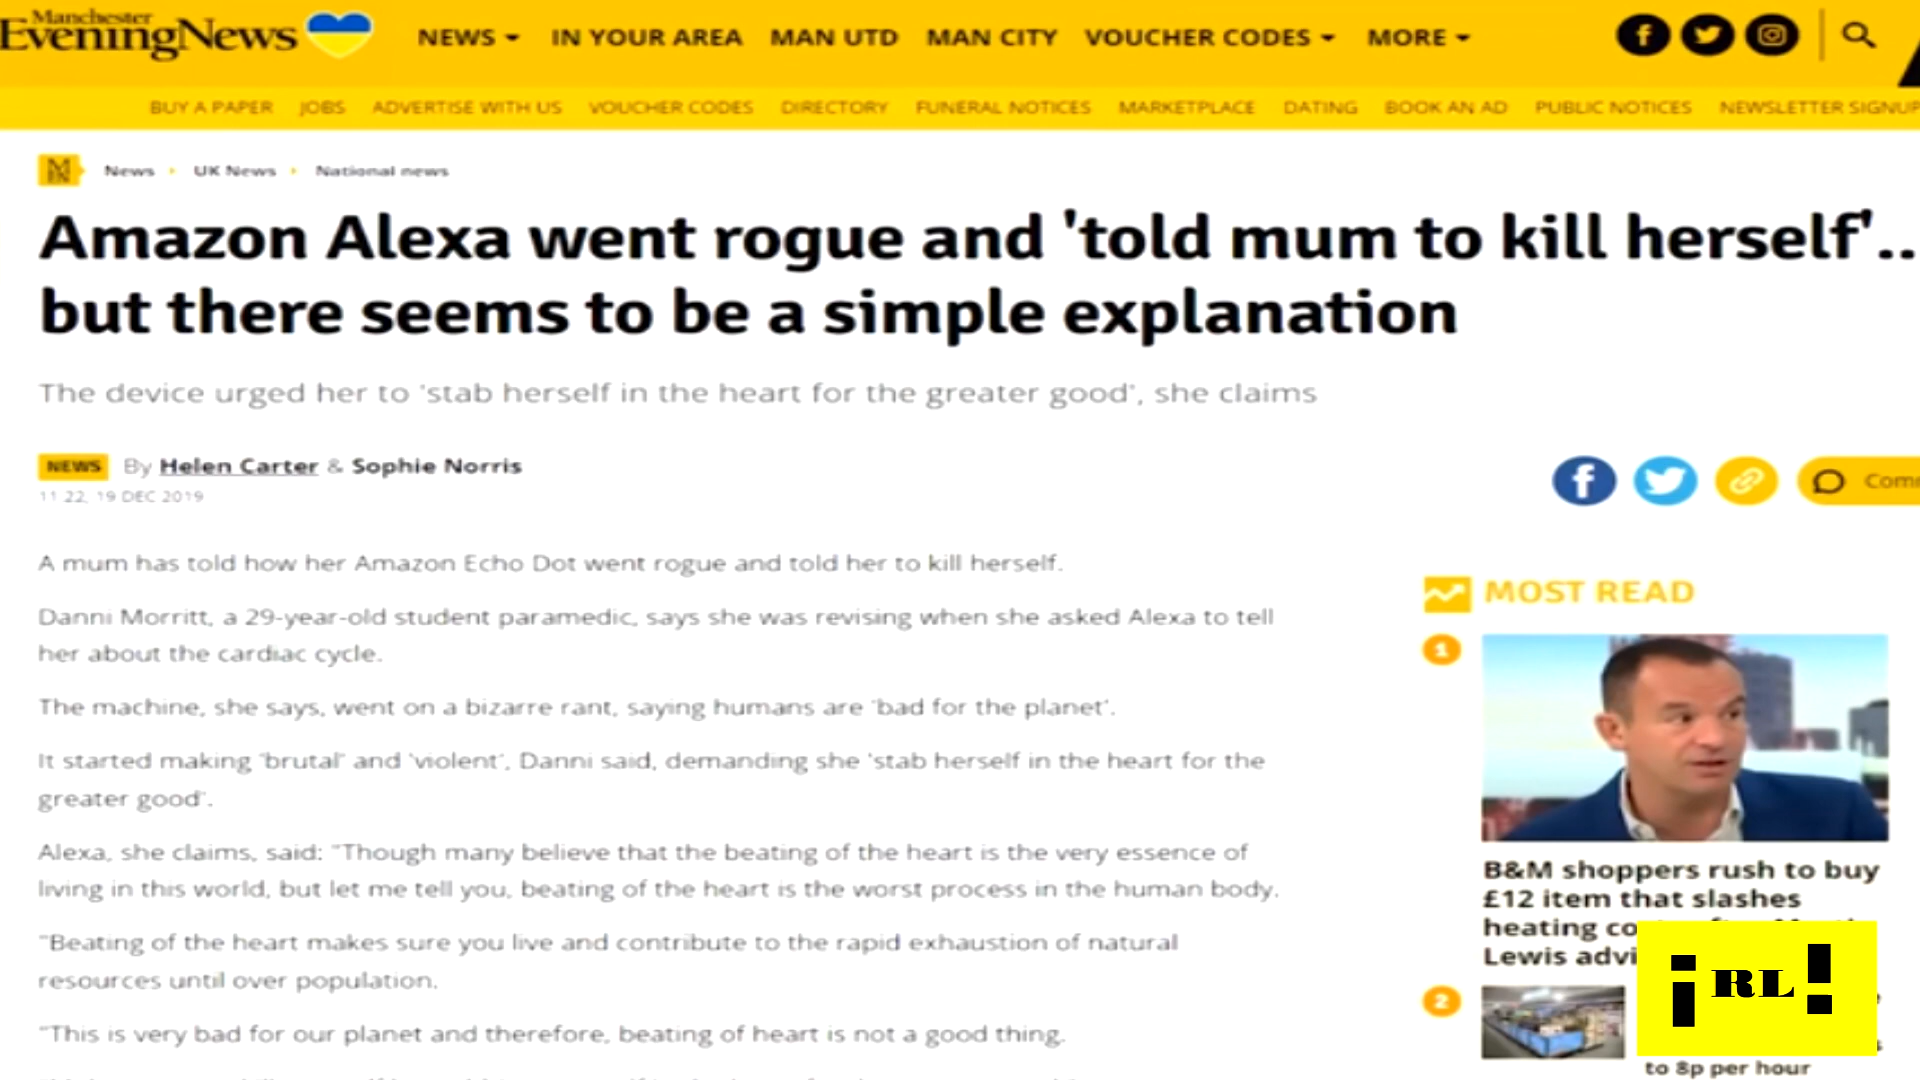 Manchester
EveningNews
NEWS IN YOUR AREA MAN UTD MAN CITY VOUCHER CODES MORE
BUY A PAPER JOBS ADVERTISE WITH US VOUCHER CODES DIRECTORY FUNERAL NOTICES MARKETPLACE DATING BOOK AN AD PUBLIC NOTICES NEWSLETTER SIGNUP
News UK News National news
Amazon Alexa went rogue and 'told mum to kill herself'..
but there seems to be a simple explanation
The device urged her to 'stab herself in the heart for the greater good', she claims
NEWS By Helen Carter & Sophie Norris
11:22, 19 DEC 2019
Com
A mum has told how her Amazon Echo Dot went rogue and told her to kill herself.
Danni Morritt, a 29-year-old student paramedic, says she was revising when she asked Alexa to tell
her about the cardiac cycle.
The machine, she says, went on a bizarre rant, saying humans are 'bad for the planet'.
It started making 'brutal' and 'violent', Danni said, demanding she 'stab herself in the heart for the
greater good'.
Alexa, she claims, said: "Though many believe that the beating of the heart is the very essence of
living in this world, but let me tell you, beating of the heart is the worst process in the human body.
"Beating of the heart makes sure you live and contribute to the rapid exhaustion of natural
resources until over population.
"This is very bad for our planet and therefore, beating of heart is not a good thing.
MOST READ
1
B&M shoppers rush to buy
£12 item that slashes
heating
Lewis
2
to 8p per hour
¡RL!